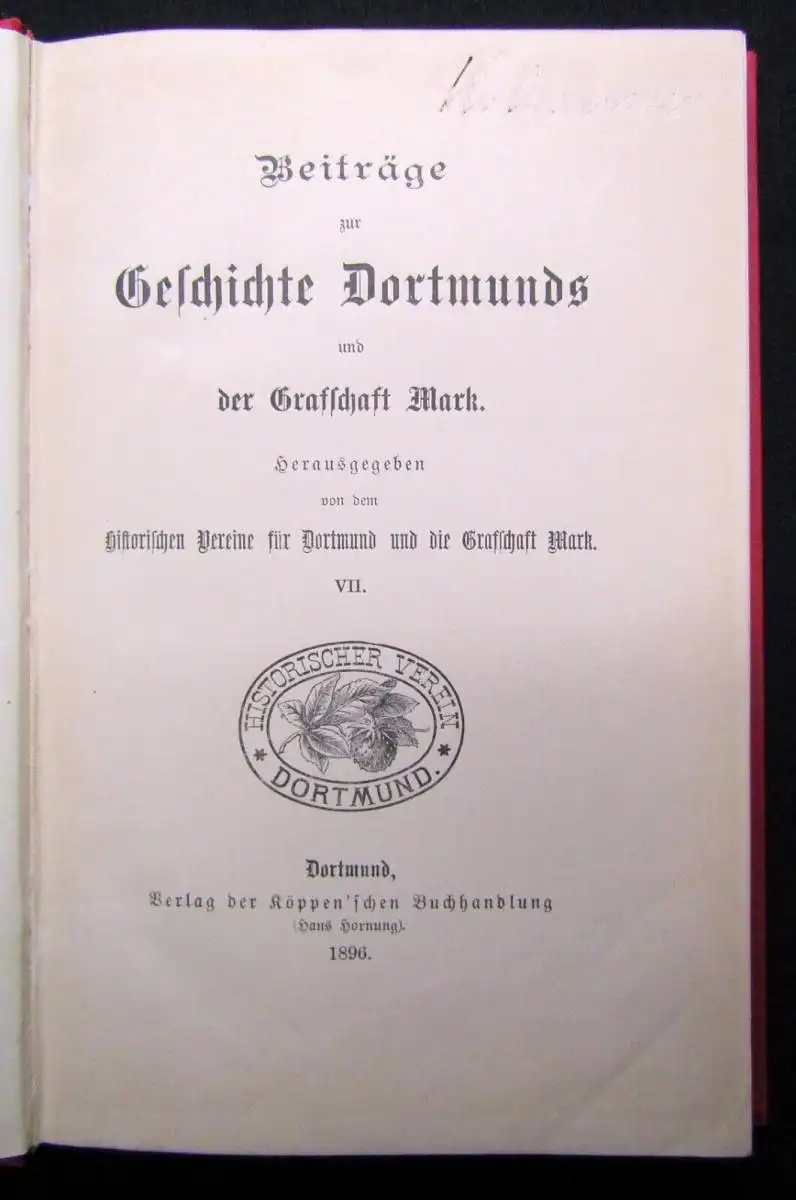 Beiträge
zur
Geſchichte Dortmunds
und
der Grafſchaft Mark.
Herausgegeben
von dem
Hiſtoriſchen Vereine für Dortmund und die Grafſchaft Mark.
VII.
HISTORISCHER VEREIN
* DORTMUND. *
Dortmund,
Verlag der Köppen'ſchen Buchhandlung
(Hans Hornung).
1896.